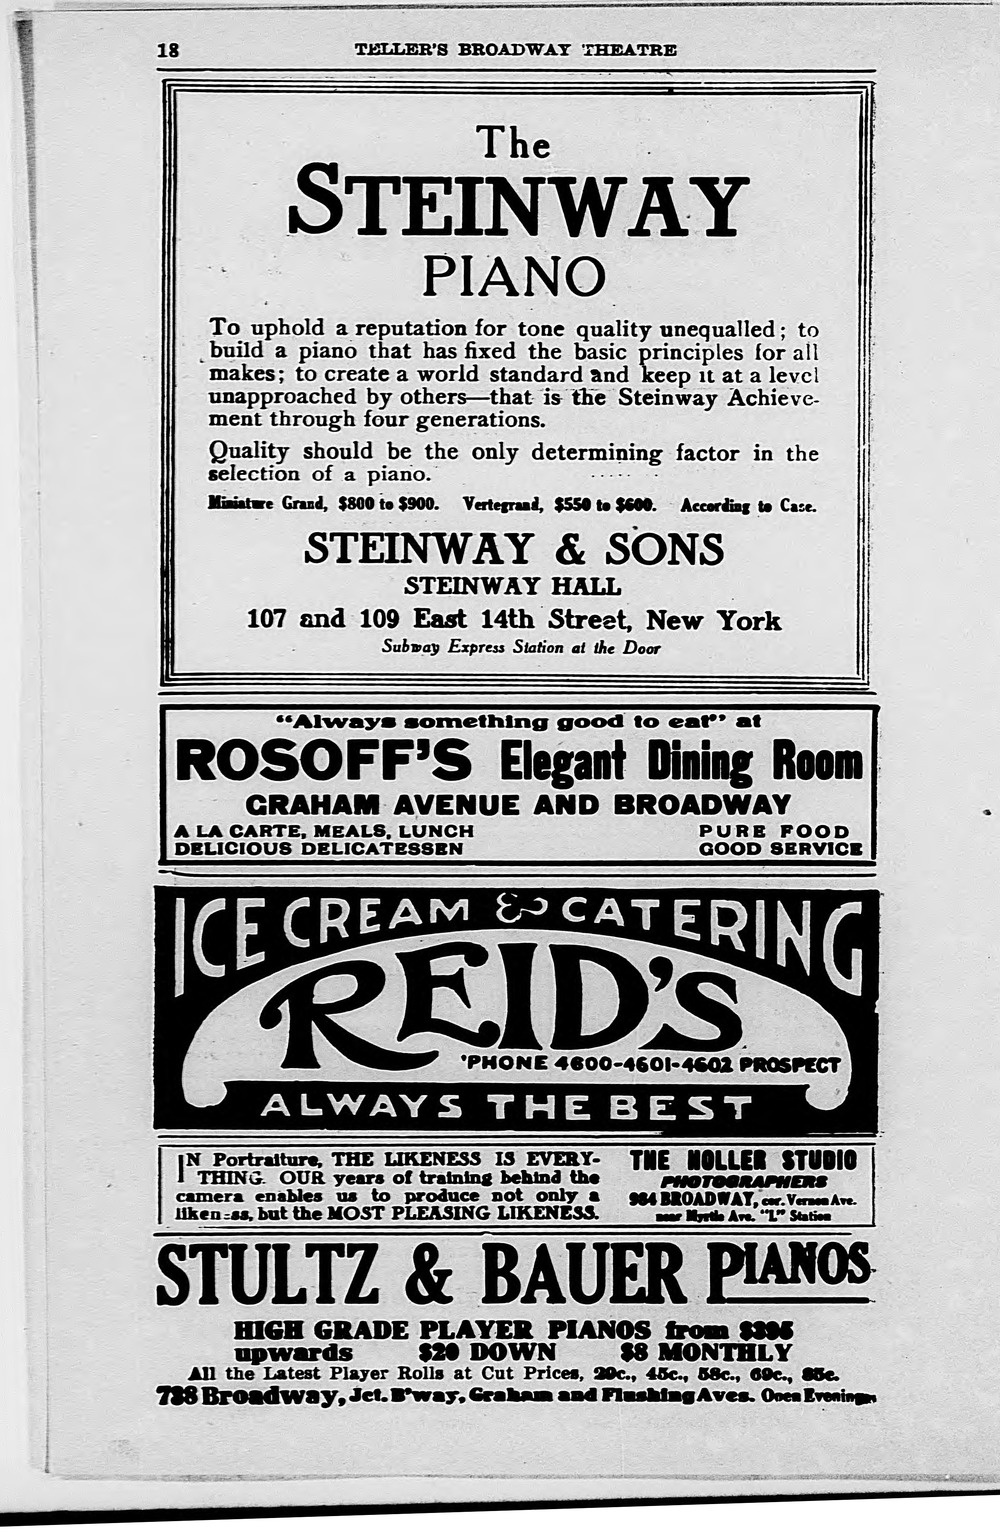 18 TELLER'S BROADWAY THEATRE
The
STEINWAY
PIANO
To uphold a reputation for tone quality unequalled; to
build a piano that has fixed the basic principles for all
makes; to create a world standard and keep it at a level
unapproached by others—that is the Steinway Achieve-
ment through four generations.
Quality should be the only determining factor in the
selection of a piano.
Miniature Grand, $800 to $900. Vertegrand, $550 to $600. According to Case.
STEINWAY & SONS
STEINWAY HALL
107 and 109 East 14th Street, New York
Subway Express Station at the Door
"Always something good to eat" at
ROSOFF'S Elegant Dining Room
GRAHAM AVENUE AND BROADWAY
A LA CARTE, MEALS, LUNCH PURE FOOD
DELICIOUS DELICATESSEN GOOD SERVICE
ICE CREAM & CATERING
REID'S
'PHONE 4600-4601-4602 PROSPECT
ALWAYS THE BEST
IN Portraiture, THE LIKENESS IS EVERY-
THING. OUR years of training behind the
camera enables us to produce not only a
likeness, but the MOST PLEASING LIKENESS.
THE HOLLER STUDIO
PHOTOGRAPHERS
984 BROADWAY, cor. Vernon Ave.
near Myrtle Ave. "L" Station
STULTZ & BAUER PIANOS
HIGH GRADE PLAYER PIANOS from $395
upwards $20 DOWN $8 MONTHLY
All the Latest Player Rolls at Cut Prices, 29c., 45c., 58c., 69c., 85c.
738 Broadway, Jct. B'way, Graham and Flushing Aves. Open Evenings